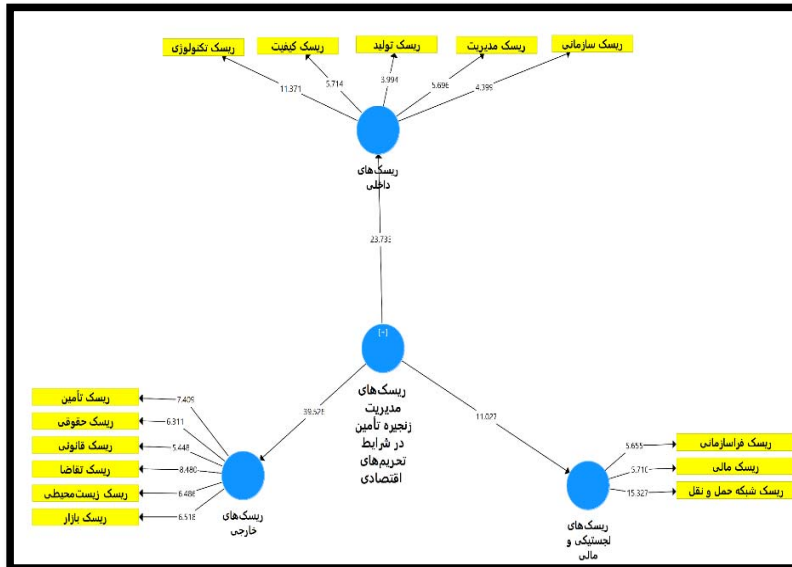 ریسک سازمانی
ریسک مدیریت
ریسک تولید
ریسک کیفیت
ریسک تکنولوژی
4.399
5.696
3.994
5.714
11.371
ریسک‌های
داخلی
23.733
[+]
ریسک‌های
مدیریت
زنجیره تأمین
در شرایط
تحریم‌های
اقتصادی
39.528
11.027
ریسک تأمین
ریسک حقوقی
ریسک قانونی
ریسک تقاضا
ریسک زیست‌محیطی
ریسک بازار
7.409
6.311
5.448
8.480
6.486
6.518
ریسک‌های
خارجی
ریسک فراسازمانی
ریسک مالی
ریسک شبکه حمل و نقل
5.655
5.710
15.327
ریسک‌های
لجستیکی و
مالی